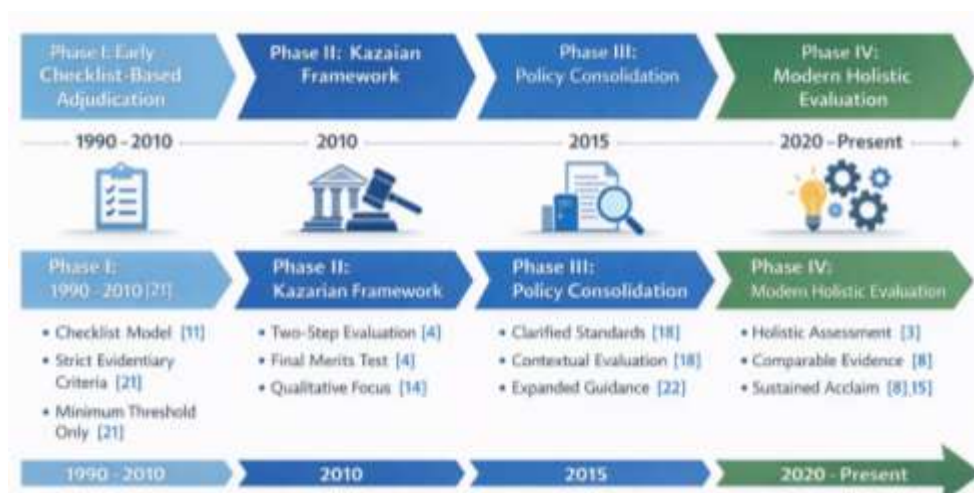 Phase I: Early
Checklist-Based
Adjudication
Phase II: Kazaian
Framework
Phase III:
Policy Consolidation
Phase IV:
Modern Holistic
Evaluation
1990 - 2010
2010
2015
2020 - Present
Phase I:
1990 - 2010 [21]
Phase II:
Kazarian Framework
Phase III:
Policy Consolidation
Phase IV:
Modern Holistic Evaluation
• Checklist Model [11]
• Strict Evidentiary
Criteria [21]
• Minimum Threshold
Only [21]
• Two-Step Evaluation [4]
• Final Merits Test [4]
• Qualitative Focus [14]
• Clarified Standards [18]
• Contextual Evaluation [18]
• Expanded Guidance [22]
• Holistic Assessment [3]
• Comparable Evidence [8]
• Sustained Acclaim [8],15]
1990 - 2010
2010
2015
2020 - Present